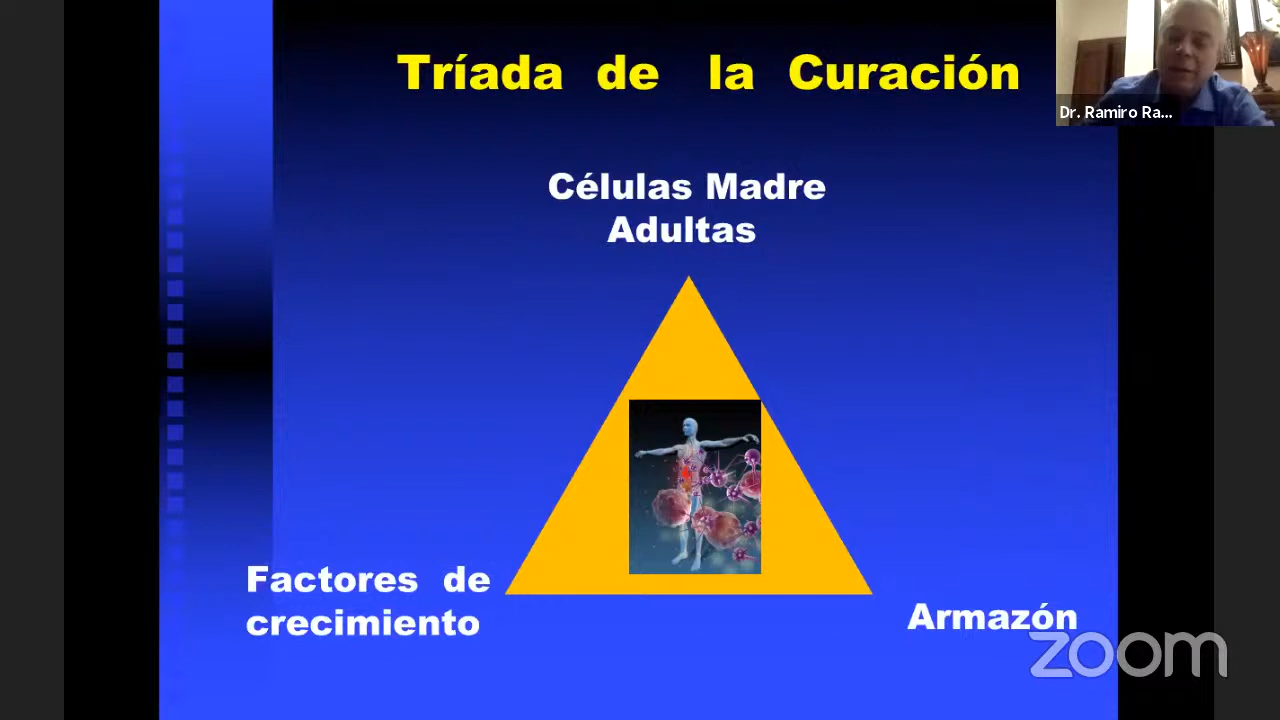 Tríada de la Curación
Dr. Ramiro Ra...
Células Madre
Adultas
Factores de
crecimiento
Armazón
zoom